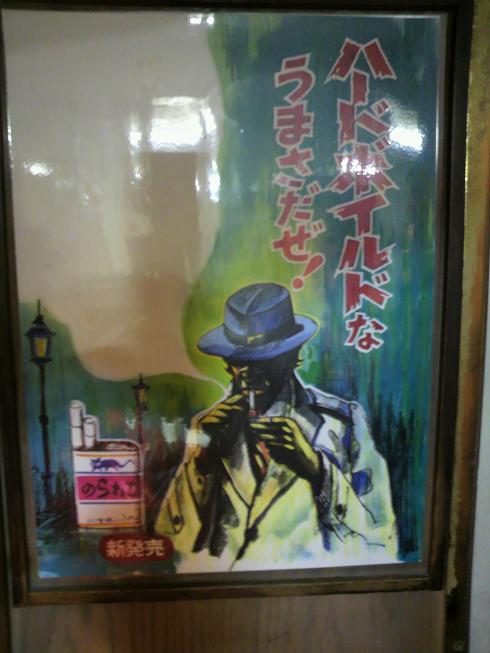 ハードボイルドな
うまさだぜ!
のらねこ
新発売